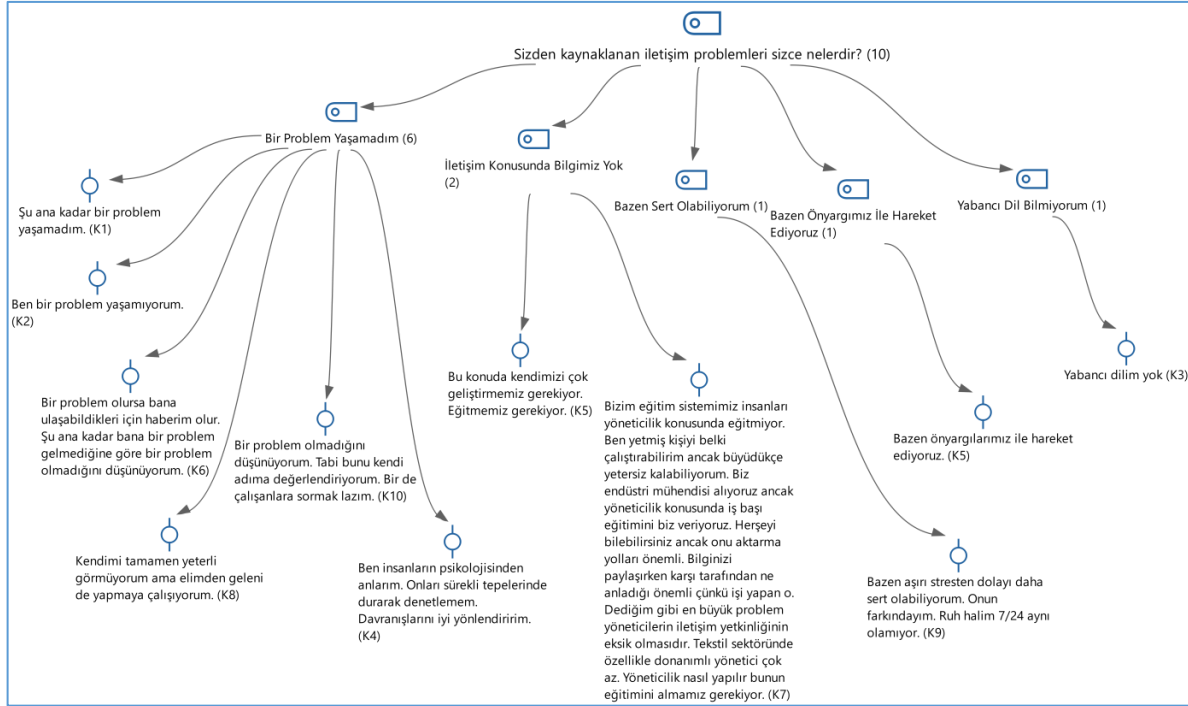 Sizden kaynaklanan iletişim problemleri sizce nelerdir? (10)
Bir Problem Yaşamadım (6)
İletişim Konusunda Bilgimiz Yok
(2)
Bazen Sert Olabiliyorum (1)
Bazen Önyargımız İle Hareket
Ediyoruz (1)
Yabancı Dil Bilmiyorum (1)
Şu ana kadar bir problem
yaşamadım. (K1)
Ben bir problem yaşamıyorum.
(K2)
Bir problem olursa bana
ulaşabildikleri için haberim olur.
Şu ana kadar bana bir problem
gelmediğine göre bir problem
olmadığını düşünüyorum. (K6)
Bir problem olmadığını
düşünüyorum. Tabi bunu kendi
adıma değerlendiriyorum. Bir de
çalışanlara sormak lazım. (K10)
Kendimi tamamen yeterli
görmüyorum ama elimden geleni
de yapmaya çalışıyorum. (K8)
Ben insanların psikolojisinden
anlarım. Onları sürekli tepelerinde
durarak denetlemem.
Davranışlarını iyi yönlendiririm.
(K4)
Bu konuda kendimizi çok
geliştirmemiz gerekiyor.
Eğitmemiz gerekiyor. (K5)
Bizim eğitim sistemimiz insanları
yöneticilik konusunda eğitmiyor.
Ben yetmiş kişiyi belki
çalıştırabilirim ancak büyüdükçe
yetersiz kalabiliyorum. Biz
endüstri mühendisi alıyoruz ancak
yöneticilik konusunda iş başı
eğitimini biz veriyoruz. Herşeyi
bilebilirsiniz ancak onu aktarma
yolları önemli. Bilginizi
paylaşırken karşı tarafından ne
anladığı önemli çünkü işi yapan o.
Dediğim gibi en büyük problem
yöneticilerin iletişim yetkinliğinin
eksik olmasıdır. Tekstil sektöründe
özellikle donanımlı yönetici çok
az. Yöneticilik nasıl yapılır bunun
eğitimini almamız gerekiyor. (K7)
Bazen aşırı stresten dolayı daha
sert olabiliyorum. Onun
farkındayım. Ruh halim 7/24 aynı
olamıyor. (K9)
Bazen önyargılarımız ile hareket
ediyoruz. (K5)
Yabancı dilim yok (K3)